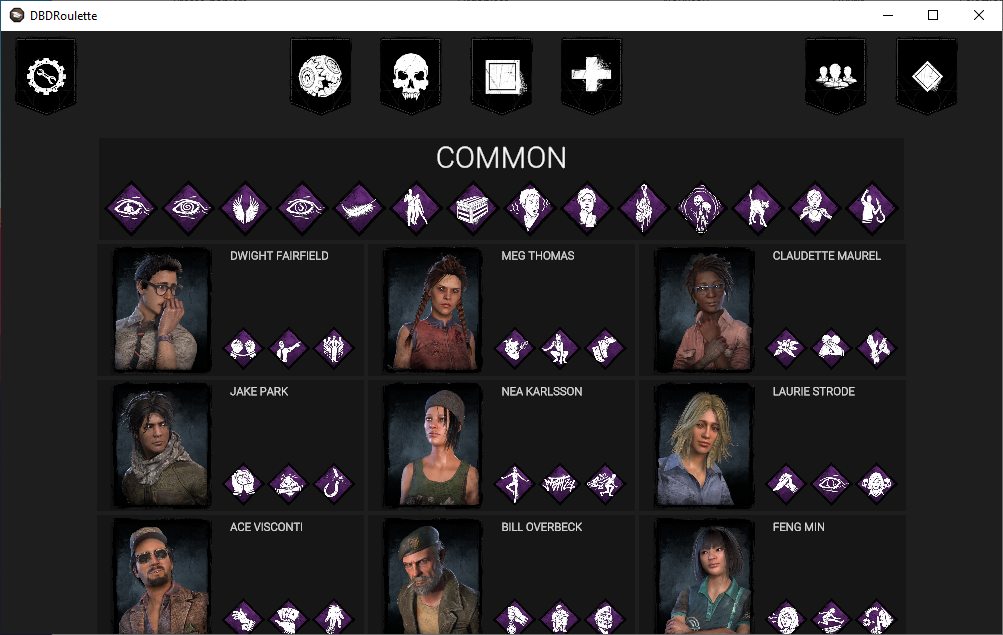 DBDRoulette
COMMON
DWIGHT FAIRFIELD
MEG THOMAS
CLAUDETTE MAUREL
JAKE PARK
NEA KARLSSON
LAURIE STRODE
ACE VISCONTI
BILL OVERBECK
FENG MIN